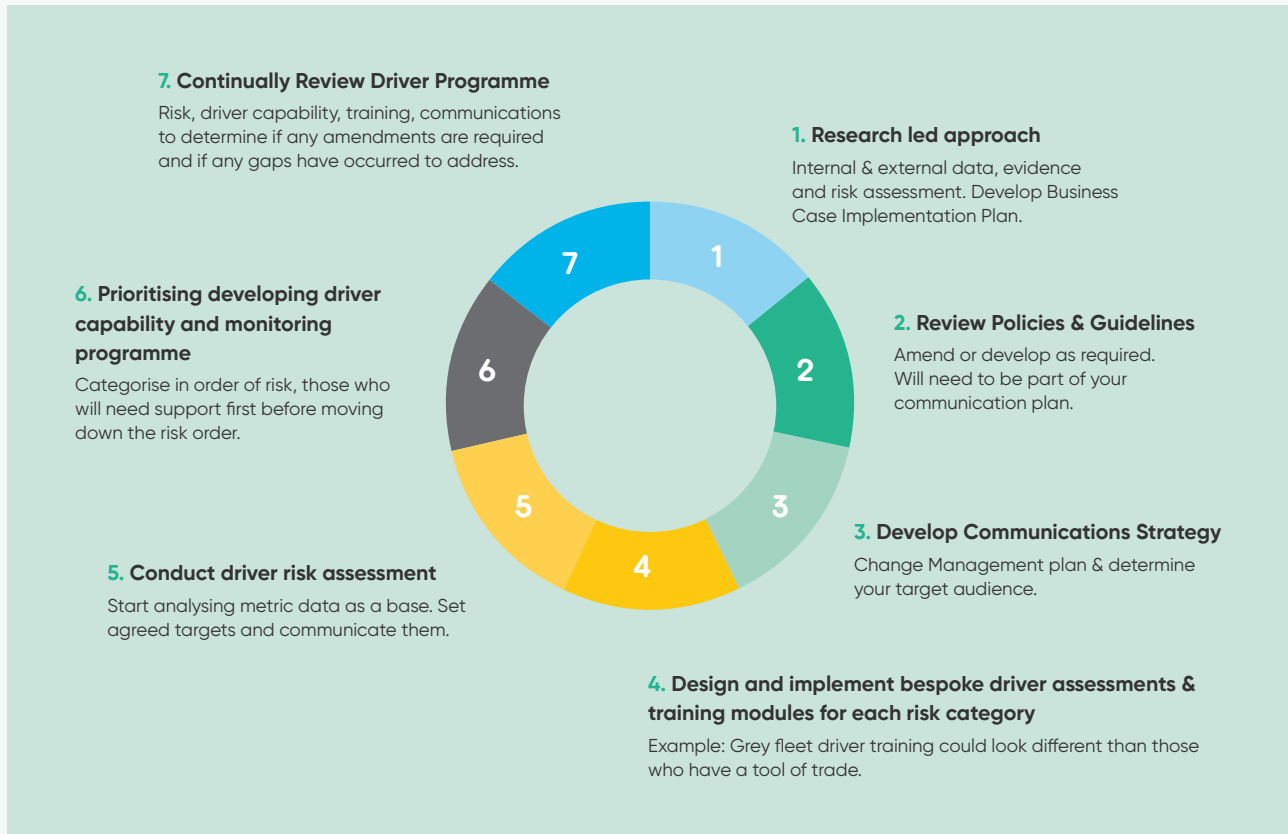 7. Continually Review Driver Programme
Risk, driver capability, training, communications
to determine if any amendments are required
and if any gaps have occurred to address.
1. Research led approach
Internal & external data, evidence
and risk assessment. Develop Business
Case Implementation Plan.
6. Prioritising developing driver
capability and monitoring
programme
Categorise in order of risk, those who
will need support first before moving
down the risk order.
2. Review Policies & Guidelines
Amend or develop as required.
Will need to be part of your
communication plan.
5. Conduct driver risk assessment
Start analysing metric data as a base. Set
agreed targets and communicate them.
3. Develop Communications Strategy
Change Management plan & determine
your target audience.
4. Design and implement bespoke driver assessments &
training modules for each risk category
Example: Grey fleet driver training could look different than those
who have a tool of trade.
1
2
3
4
5
6
7